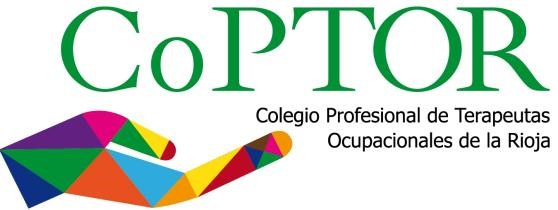 CoPTOR
Colegio Profesional de Terapeutas
Ocupacionales de la Rioja